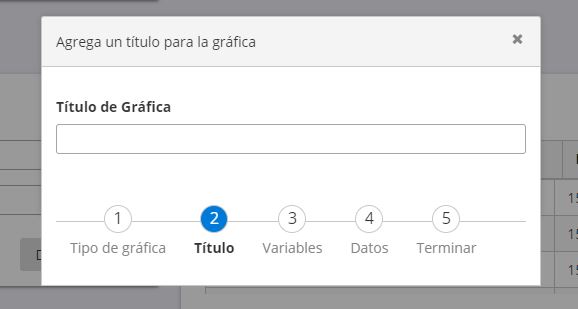 Agrega un título para la gráfica
Título de Gráfica
1 2 3 4 5
Tipo de gráfica Título Variables Datos Terminar